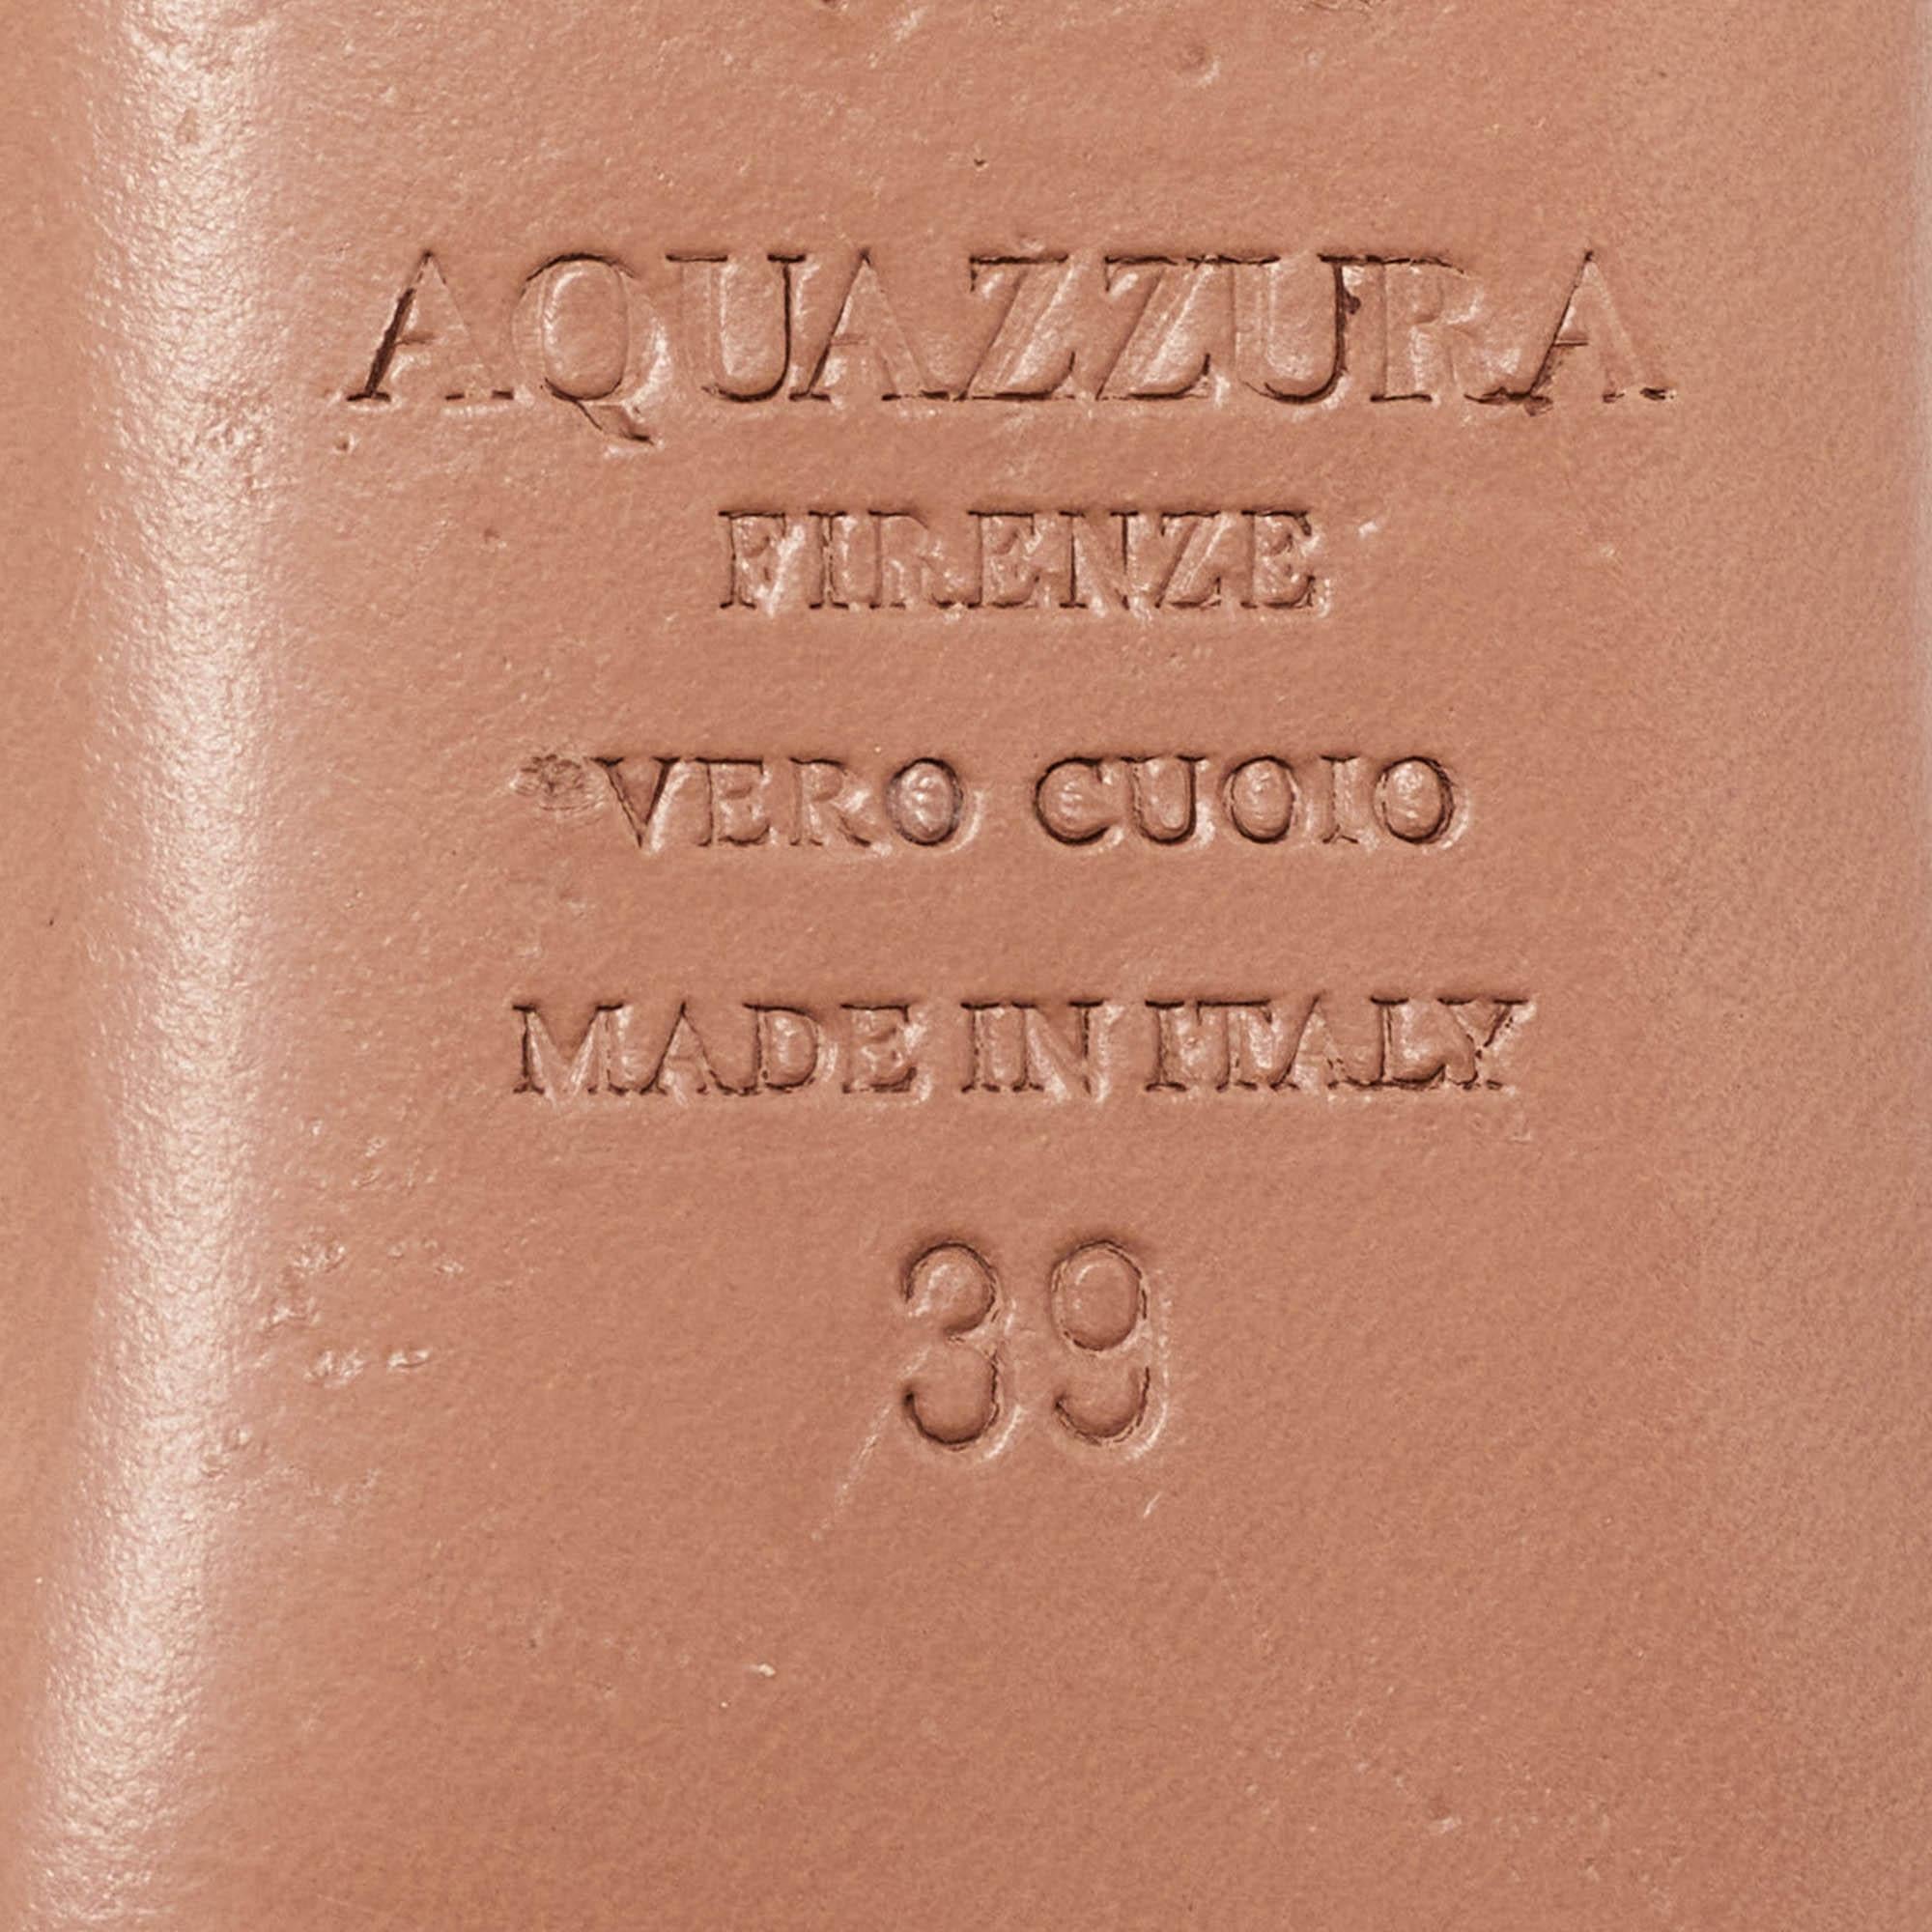 AQUAZZURA
FIRENZE
VERO CUOIO
MADE IN ITALY
39